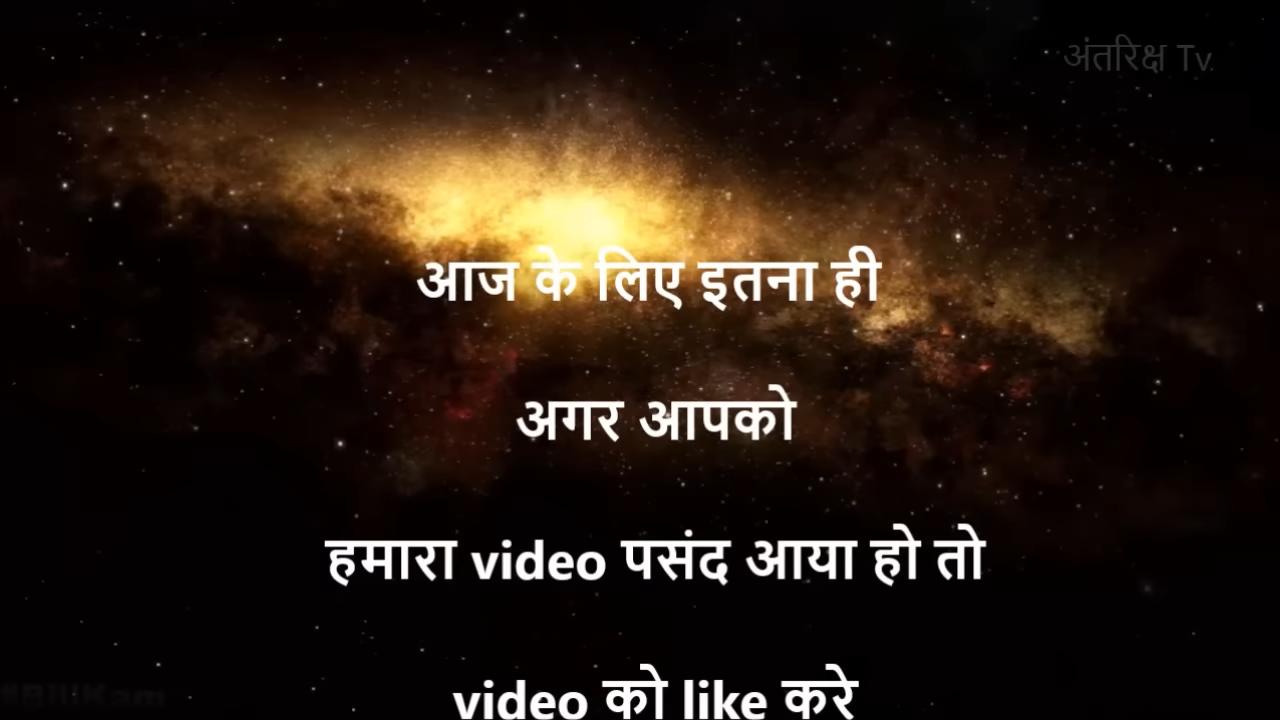 अंतरिक्ष Tv
आज के लिए इतना ही
अगर आपको
हमारा video पसंद आया हो तो
video को like करे